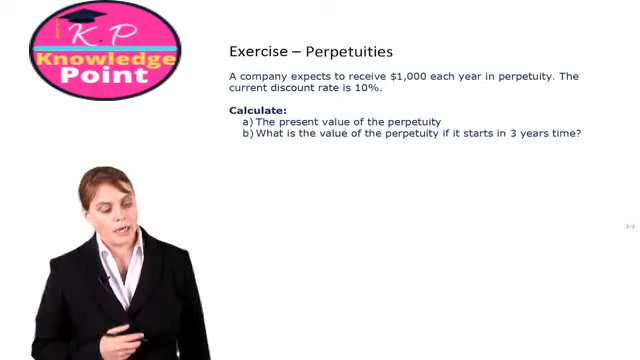 K.P
Knowledge
Point
Exercise – Perpetuities
A company expects to receive $1,000 each year in perpetuity. The
current discount rate is 10%.
Calculate:
a) The present value of the perpetuity
b) What is the value of the perpetuity if it starts in 3 years time?